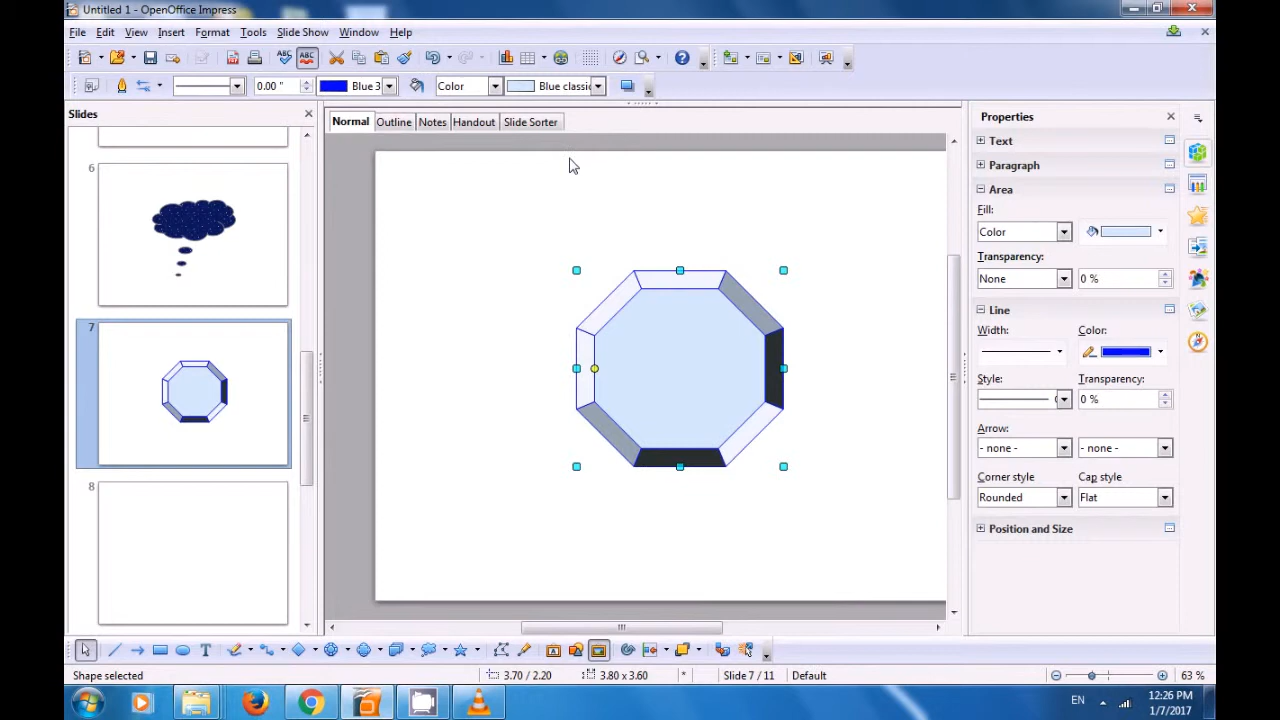 Untitled 1 - OpenOffice Impress
File Edit View Insert Format Tools Slide Show Window Help
0.00 " Blue 3 Color Blue classic
Slides
Normal Outline Notes Handout Slide Sorter
6
7
8
Properties
Text
Paragraph
Area
Fill:
Color
Transparency:
None 0 %
Line
Width: Color:
Style: Transparency:
0 %
Arrow:
- none - - none -
Corner style Cap style
Rounded Flat
Position and Size
Shape selected 3.70 / 2.20 3.80 x 3.60 * Slide 7 / 11 Default 63 %
EN 12:26 PM
1/7/2017